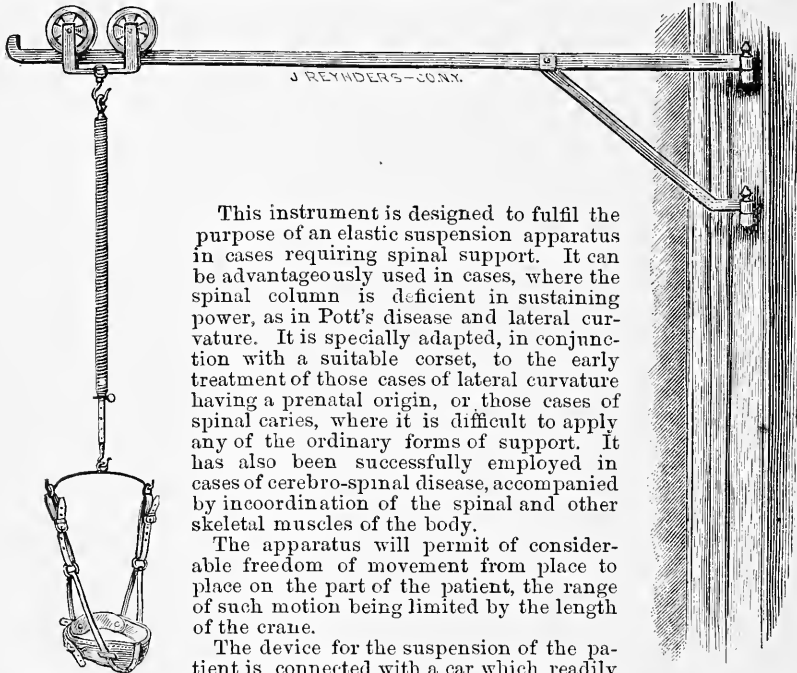 J REYNDERS-CO.N.Y.
This instrument is designed to fulfil the
purpose of an elastic suspension apparatus
in cases requiring spinal support. It can
be advantageously used in cases, where the
spinal column is deficient in sustaining
power, as in Pott's disease and lateral cur-
vature. It is specially adapted, in conjunc-
tion with a suitable corset, to the early
treatment of those cases of lateral curvature
having a prenatal origin, or those cases of
spinal caries, where it is difficult to apply
any of the ordinary forms of support. It
has also been successfully employed in
cases of cerebro-spinal disease, accompanied
by incoordination of the spinal and other
skeletal muscles of the body.
The apparatus will permit of consider-
able freedom of movement from place to
place on the part of the patient, the range
of such motion being limited by the length
of the crane.
The device for the suspension of the pa-
tient is connected with a car which readily